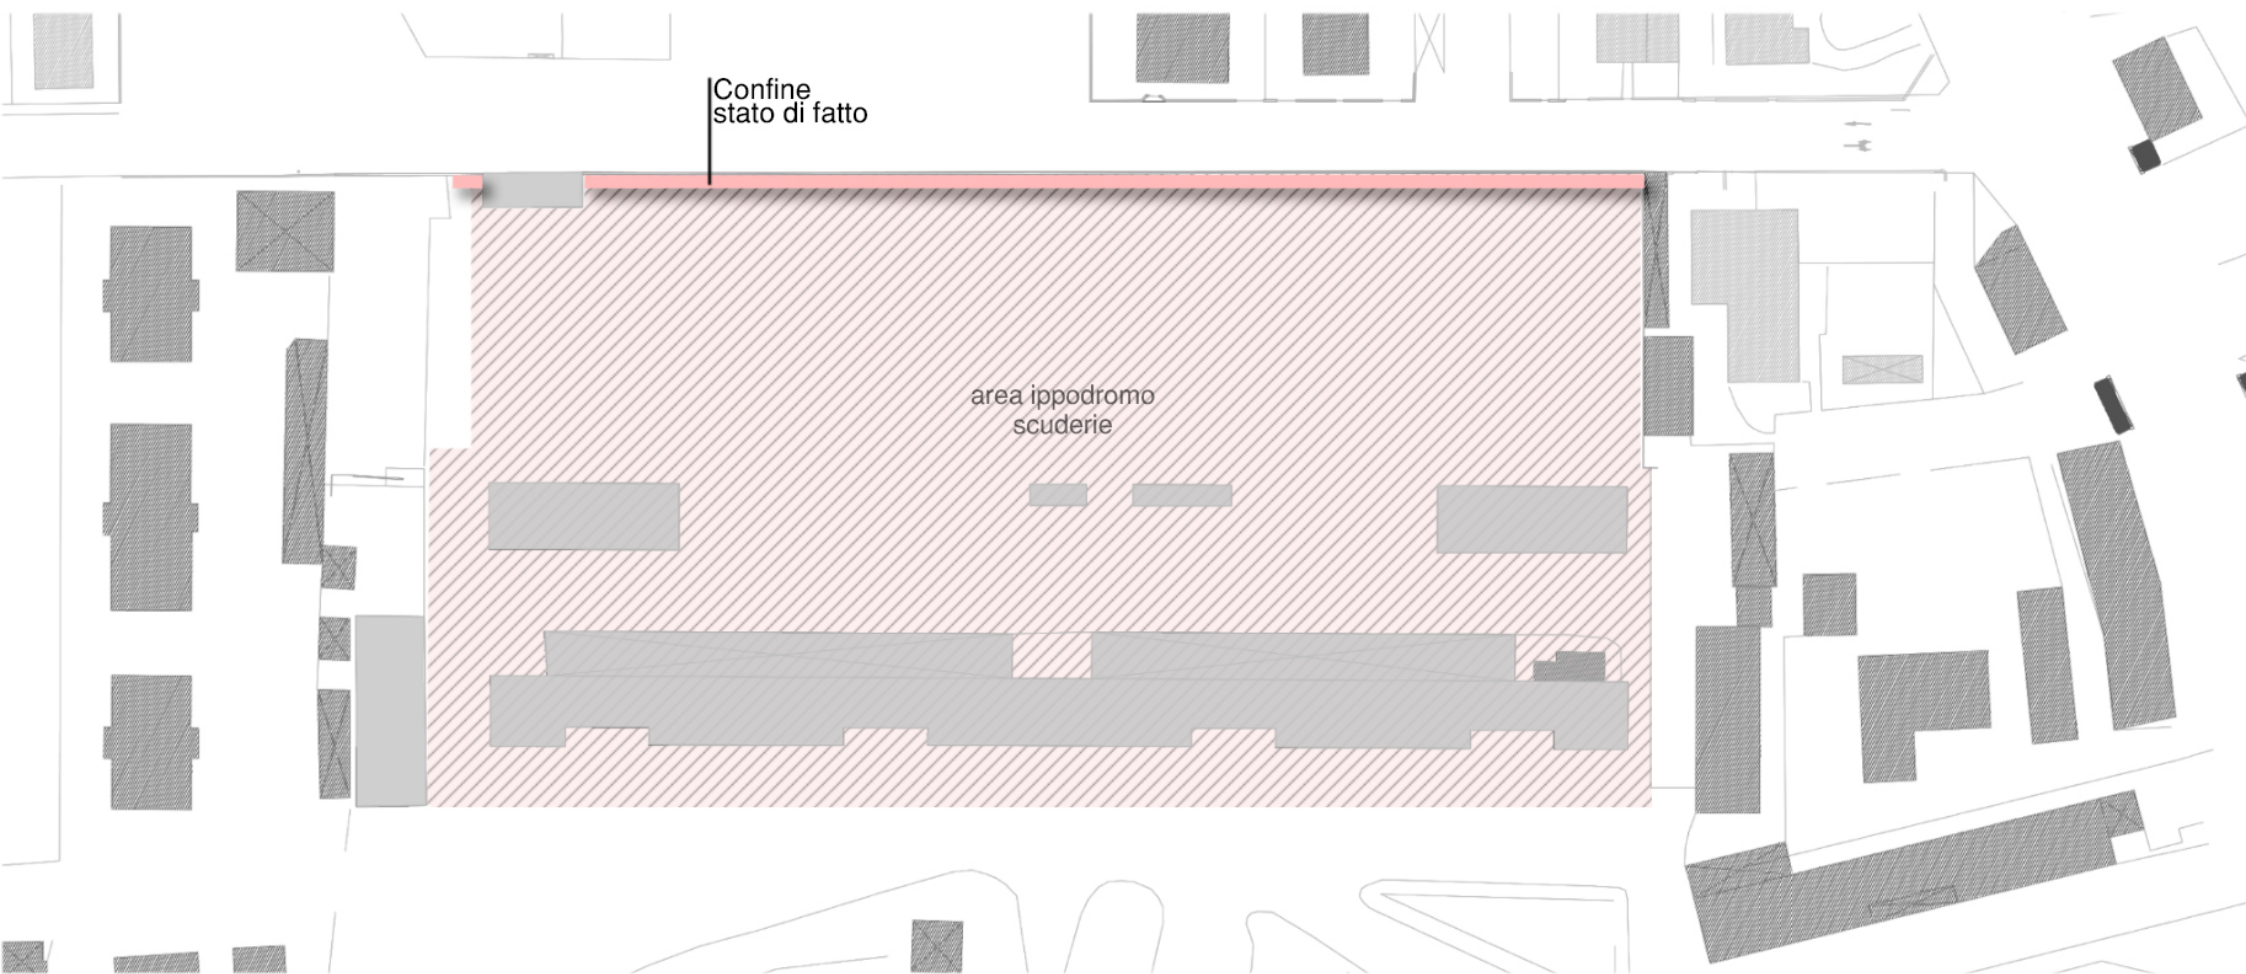 Confine
stato di fatto
area ippodromo
scuderie